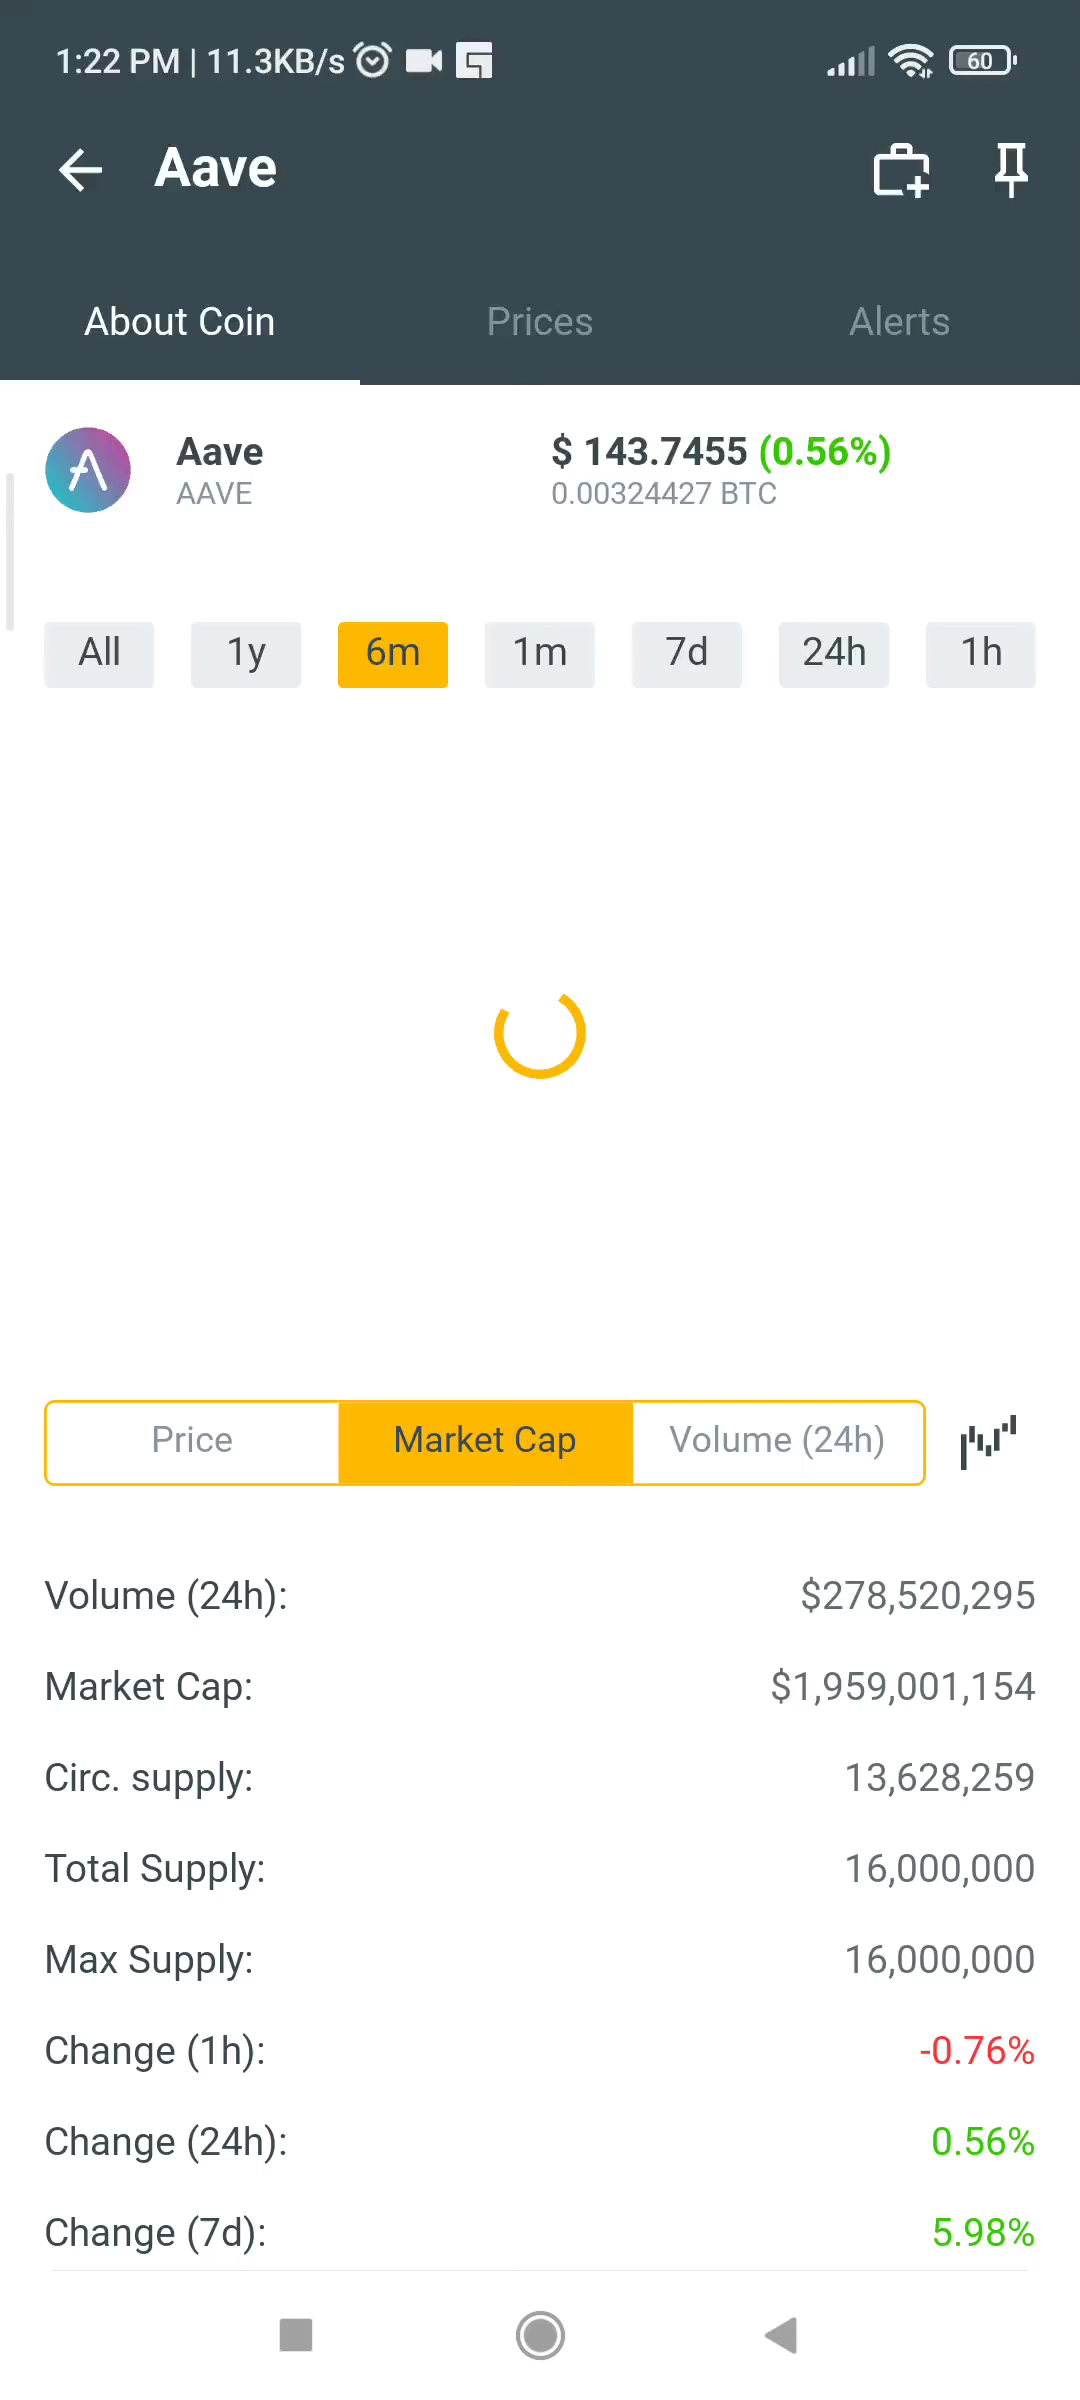 1:22 PM | 11.3KB/s 60
Aave
About Coin Prices Alerts
Aave $ 143.7455 (0.56%)
AAVE 0.00324427 BTC
All 1y 6m 1m 7d 24h 1h
Price Market Cap Volume (24h)
Volume (24h): $278,520,295
Market Cap: $1,959,001,154
Circ. supply: 13,628,259
Total Supply: 16,000,000
Max Supply: 16,000,000
Change (1h): -0.76%
Change (24h): 0.56%
Change (7d): 5.98%